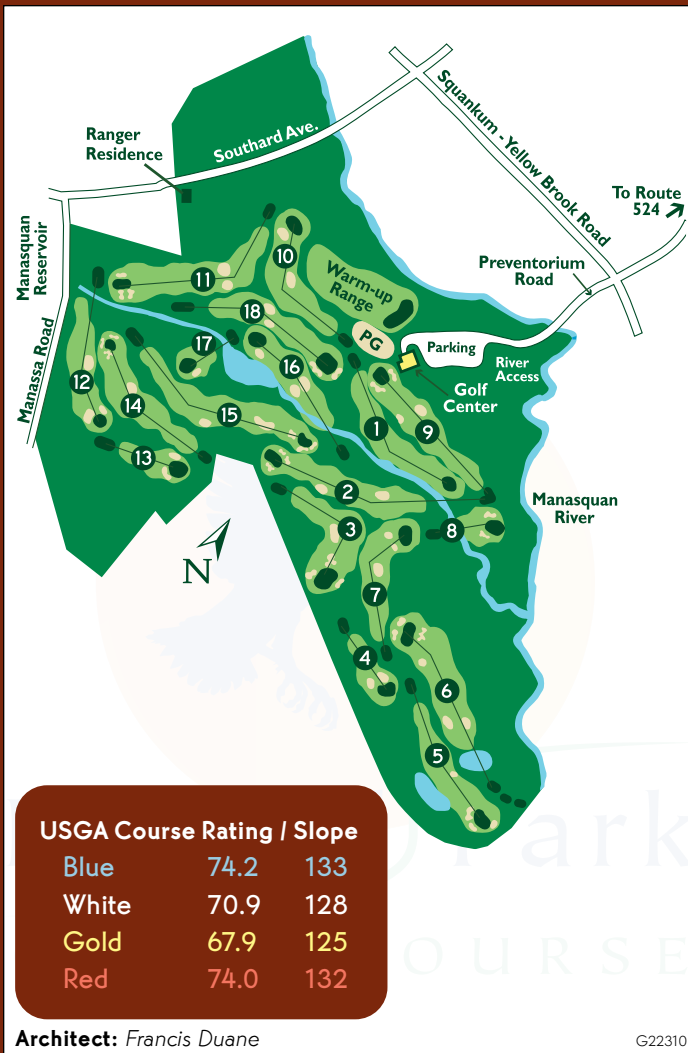 Squankum - Yellow Brook Road
Southard Ave.
Ranger
Residence
To Route
524
Manasquan
Reservoir
Preventorium
Road
Manassa Road
10
11
Warm-up
Range
18
PG
17
16
Parking
River
Access
Golf
Center
12
14
15
13
1
9
2
Manasquan
River
3
8
N
7
4
6
5
Park
OURSE
USGA Course Rating / Slope
Blue 74.2 133
White 70.9 128
Gold 67.9 125
Red 74.0 132
Architect: Francis Duane
G22310